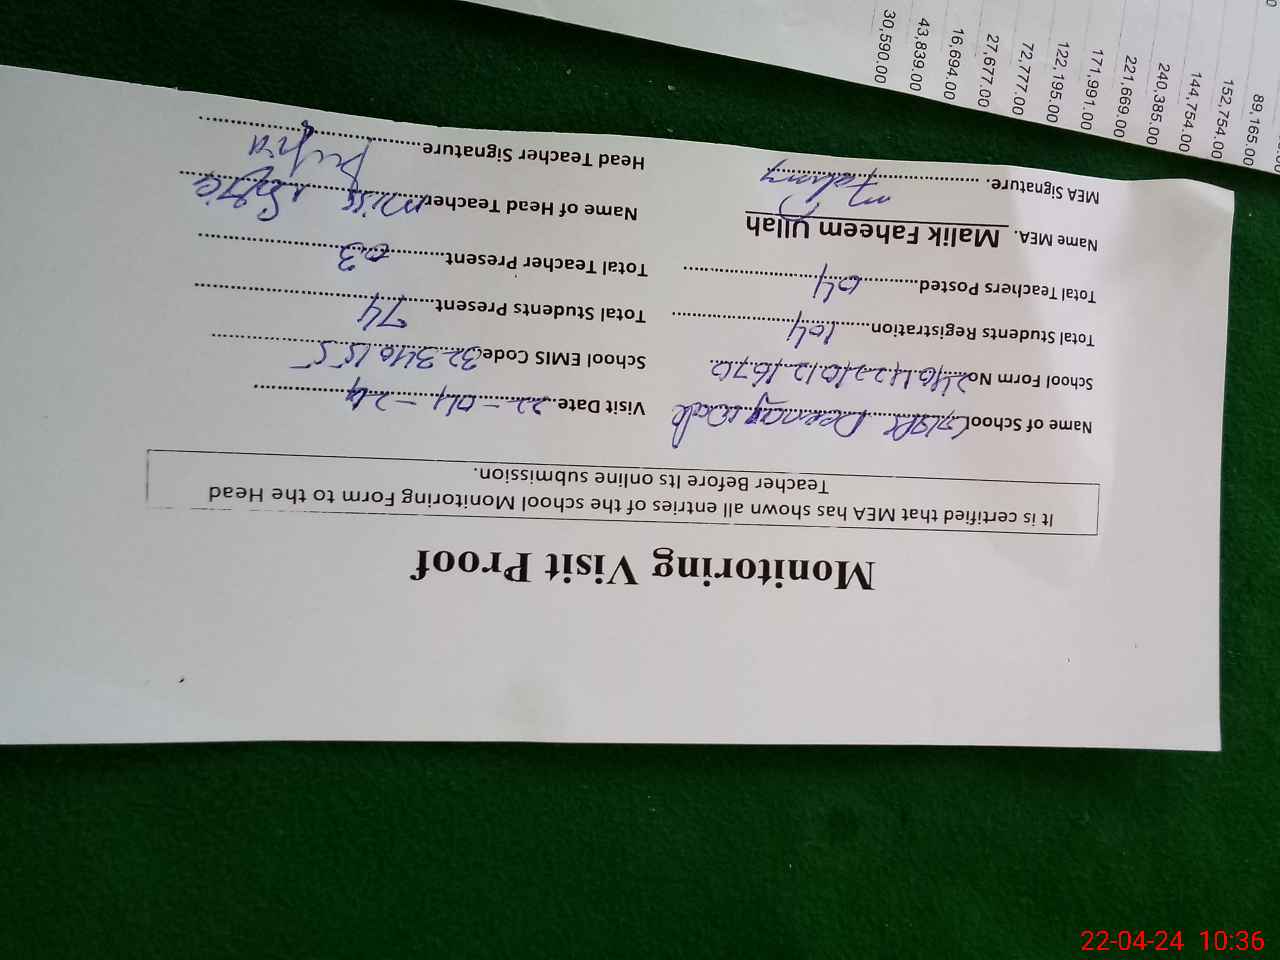 Monitoring Visit Proof
It is certified that MEA has shown all entries of the school Monitoring Form to the Head
Teacher Before Its online submission.
Name of School
Visit Date 22-04-24
School Form No
School EMIS Code 32340155
Total Students Registration 104
Total Students Present 74
Total Teachers Posted 04
Total Teacher Present 03
Name MEA. Malik Faheem Ullah
Name of Head Teacher Miss
MEA Signature.
Head Teacher Signature
30,590.00
43,839.00
16,694.00
27,677.00
72,777.00
122,195.00
171,991.00
221,669.00
240,385.00
144,754.00
152,754.00
89,165.00
22-04-24 10:36